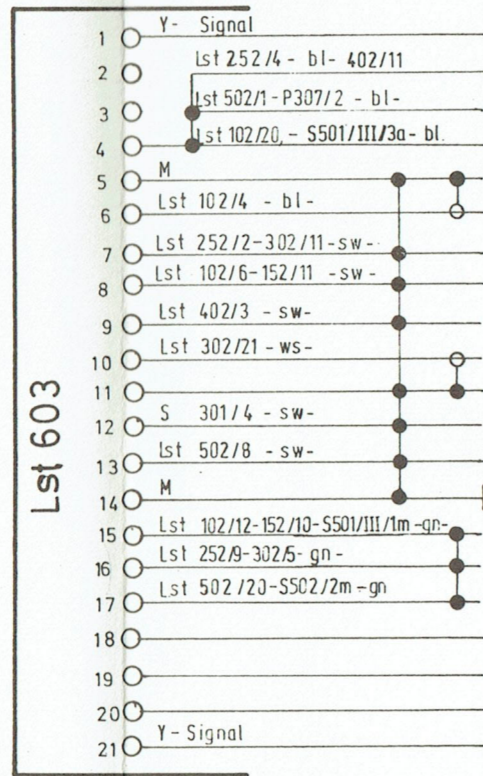 Lst 603
1 Y- Signal
2 Lst 252/4 - bl- 402/11
3 Lst 502/1-P307/2 - bl-
4 Lst 102/20,- S501/III/3a- bl.
5 M
6 Lst 102/4 - bl-
7 Lst 252/2-302/11-sw-
8 Lst 102/6-152/11 -sw-
9 Lst 402/3 -sw-
10 Lst 302/21 -ws-
11
12 S 301/4 -sw-
13 Lst 502/8 -sw-
14 M
15 Lst 102/12-152/10-S501/III/1m-gn-
16 Lst 252/9-302/5- gn -
17 Lst 502/20-S502/2m-gn
18
19
20
21 Y-Signal